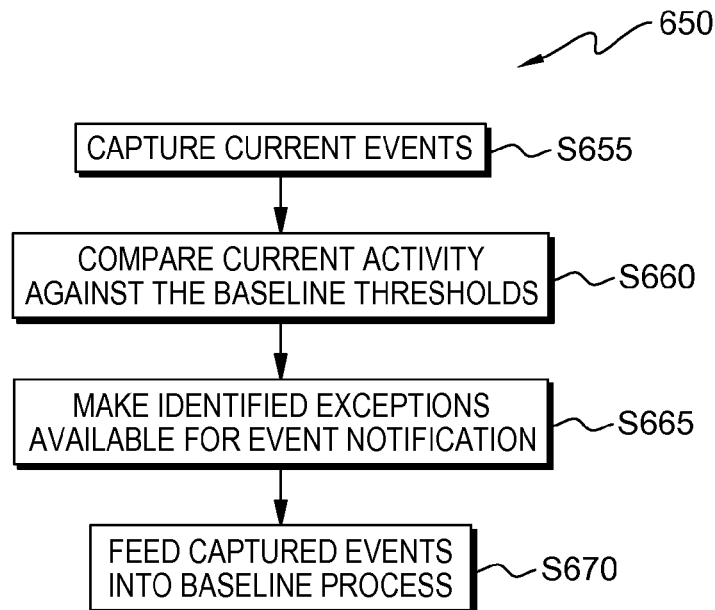 650
CAPTURE CURRENT EVENTS
S655
COMPARE CURRENT ACTIVITY
AGAINST THE BASELINE THRESHOLDS
S660
MAKE IDENTIFIED EXCEPTIONS
AVAILABLE FOR EVENT NOTIFICATION
S665
FEED CAPTURED EVENTS
INTO BASELINE PROCESS
S670